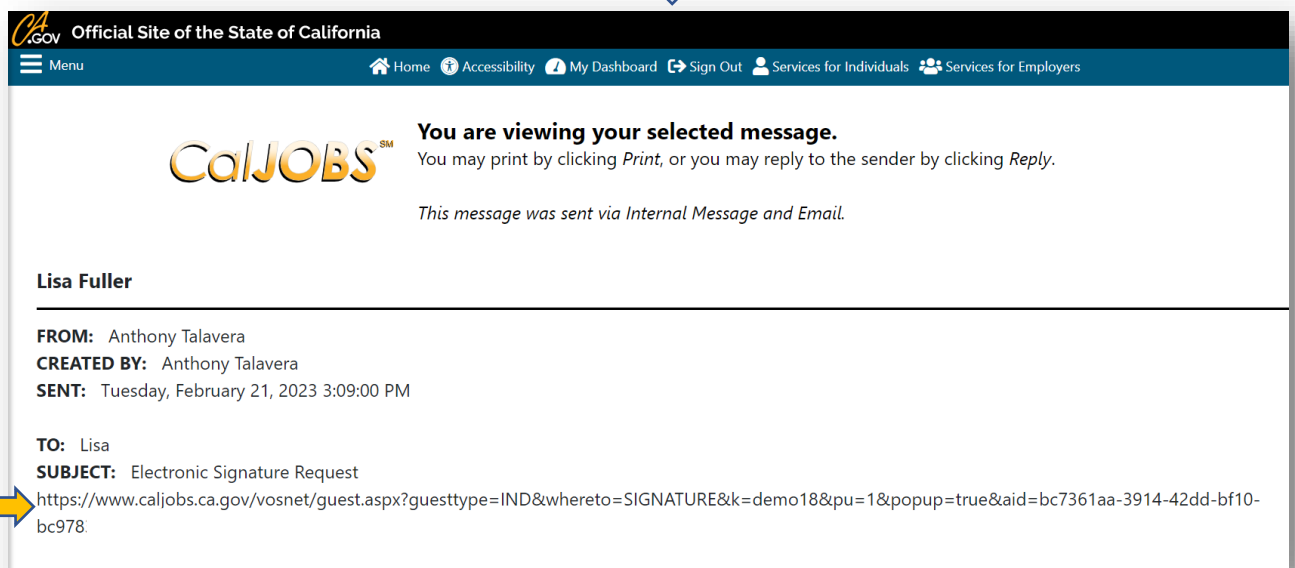 CA.GOV Official Site of the State of California
Menu Home Accessibility My Dashboard Sign Out Services for Individuals Services for Employers
CalJOBS SM
You are viewing your selected message.
You may print by clicking Print, or you may reply to the sender by clicking Reply.
This message was sent via Internal Message and Email.
Lisa Fuller
FROM: Anthony Talavera
CREATED BY: Anthony Talavera
SENT: Tuesday, February 21, 2023 3:09:00 PM
TO: Lisa
SUBJECT: Electronic Signature Request
https://www.caljobs.ca.gov/vosnet/guest.aspx?guesttype=IND&whereto=SIGNATURE&k=demo18&pu=1&popup=true&aid=bc7361aa-3914-42dd-bf10-
bc978